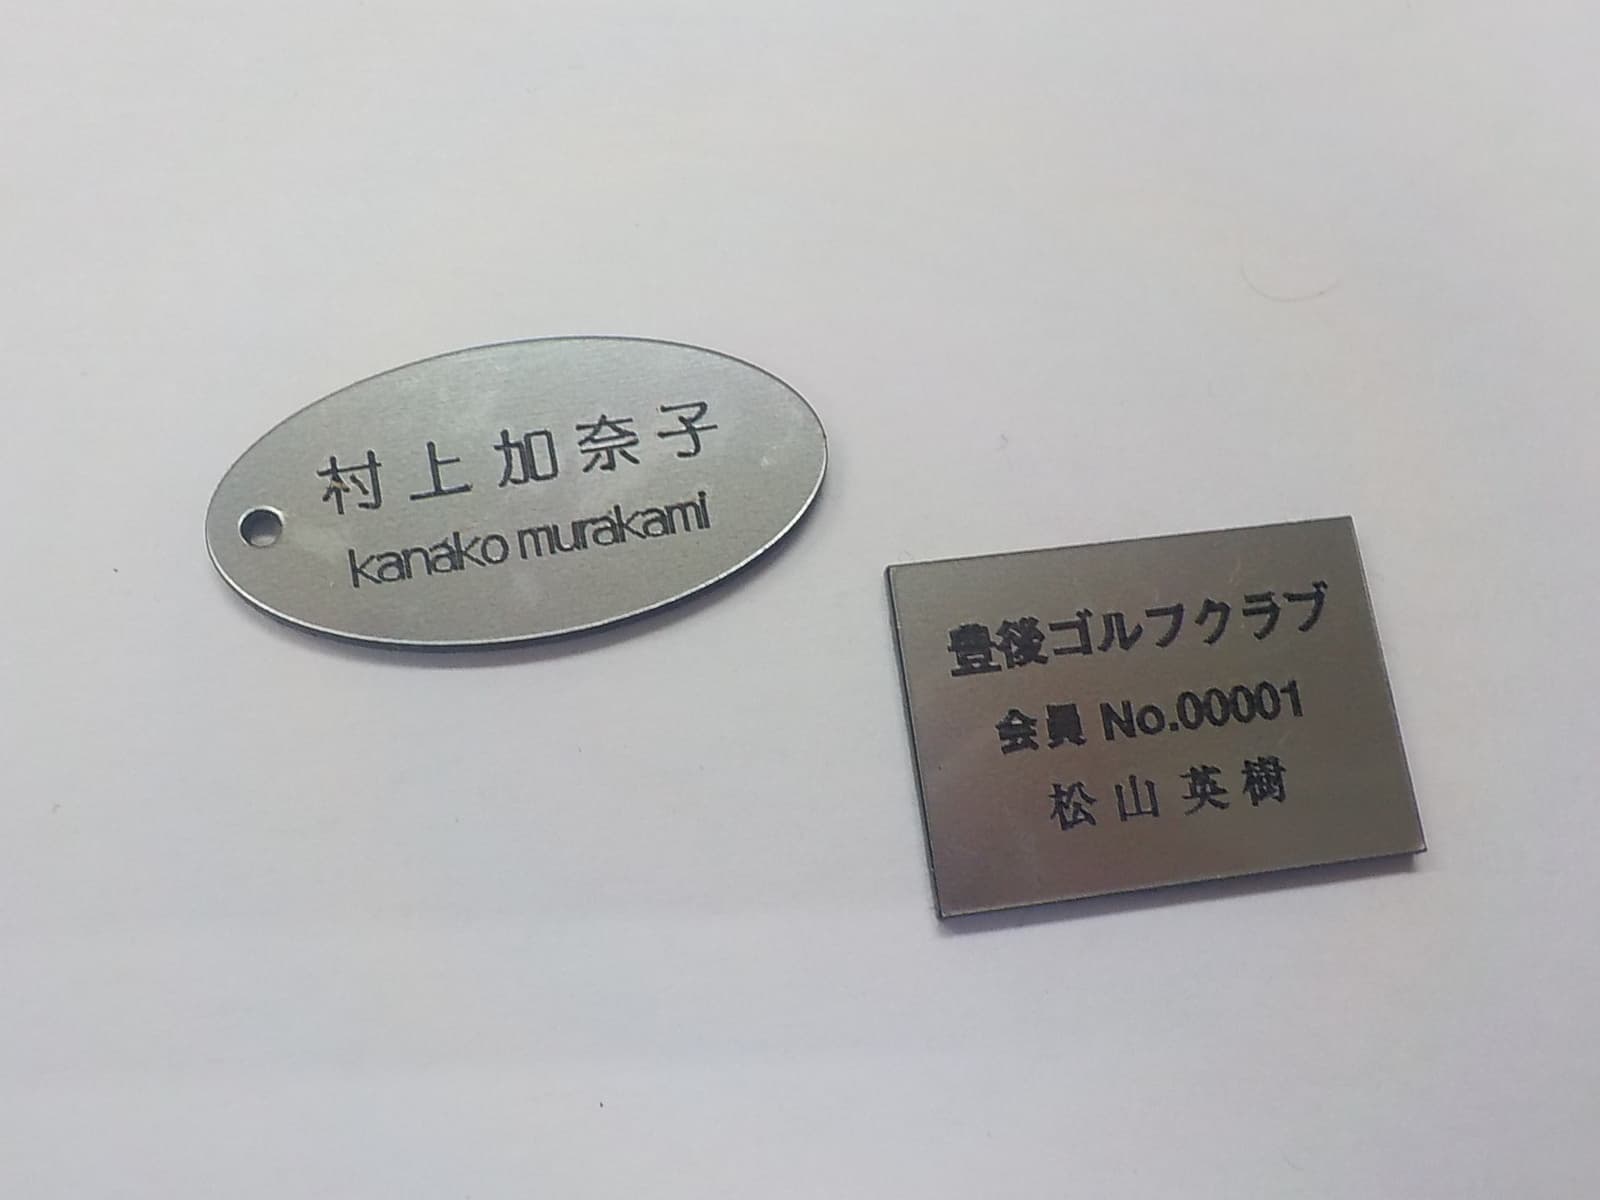 村上加奈子
kanako murakami
豊後ゴルフクラブ
会員 No.00001
松山英樹